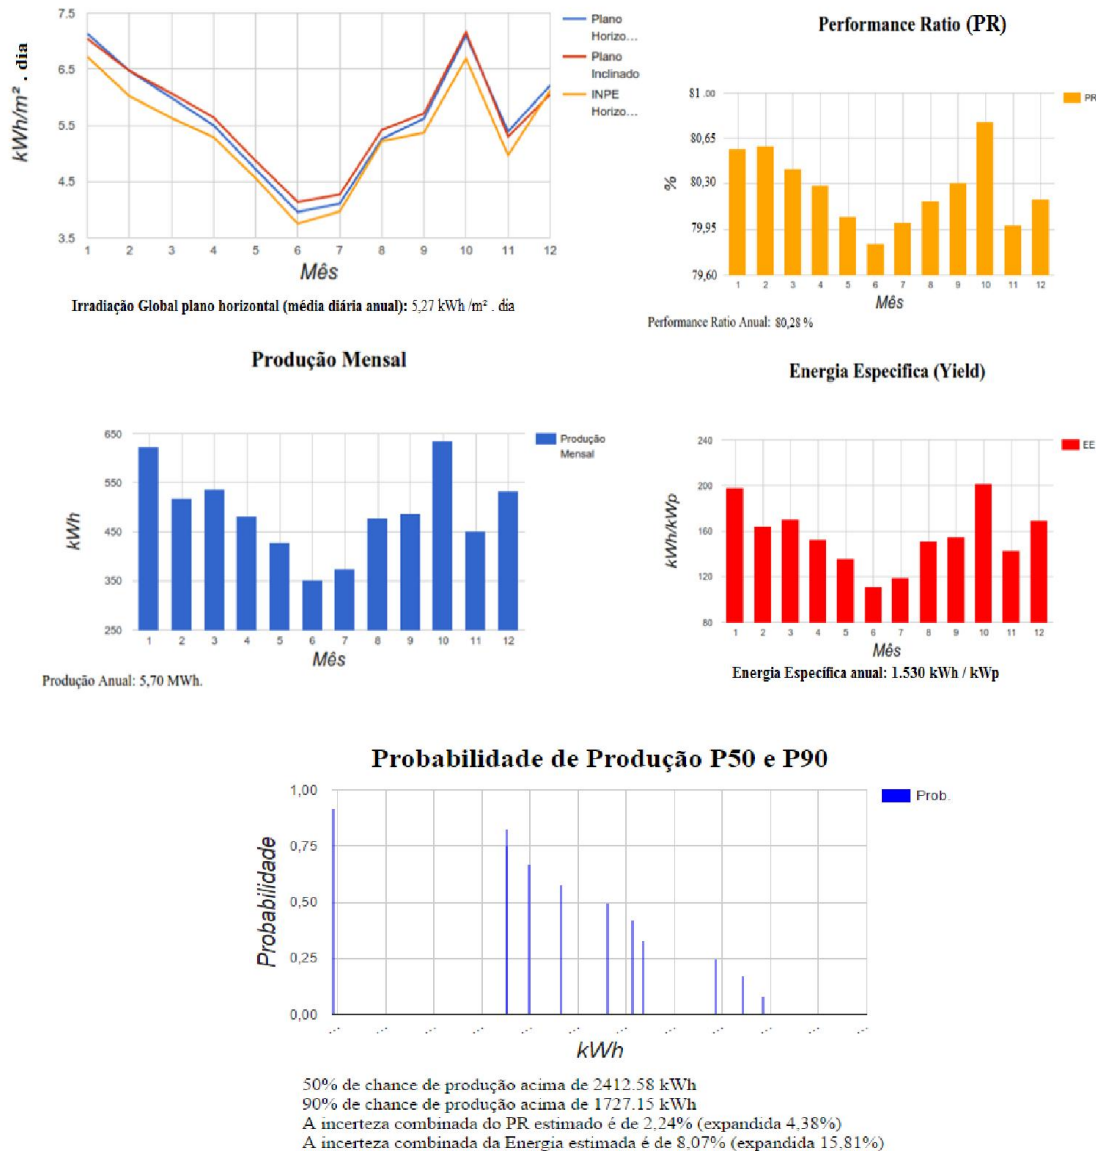 7.5
6.5
5.5
4.5
3.5
kWh/m² . dia
1 2 3 4 5 6 7 8 9 10 11 12
Mês
Plano
Horizo...
Plano
Inclinado
INPE
Horizo...
Irradiação Global plano horizontal (média diária anual): 5,27 kWh /m² . dia
Performance Ratio (PR)
81.00
80,65
80,30
79,95
79,60
%
1 2 3 4 5 6 7 8 9 10 11 12
Mês
PR
Performance Ratio Anual: 80,28 %
Produção Mensal
650
550
450
350
250
kWh
1 2 3 4 5 6 7 8 9 10 11 12
Mês
Produção
Mensal
Produção Anual: 5,70 MWh.
Energia Especifica (Yield)
240
200
160
120
80
kWh/kWp
1 2 3 4 5 6 7 8 9 10 11 12
Mês
EE
Energia Específica anual: 1.530 kWh / kWp
Probabilidade de Produção P50 e P90
1,00
0,75
0,50
0,25
0,00
Probabilidade
... ... ... ... ... ... ... ... ... ... ... ...
kWh
Prob.
50% de chance de produção acima de 2412.58 kWh
90% de chance de produção acima de 1727.15 kWh
A incerteza combinada do PR estimado é de 2,24% (expandida 4,38%)
A incerteza combinada da Energia estimada é de 8,07% (expandida 15,81%)